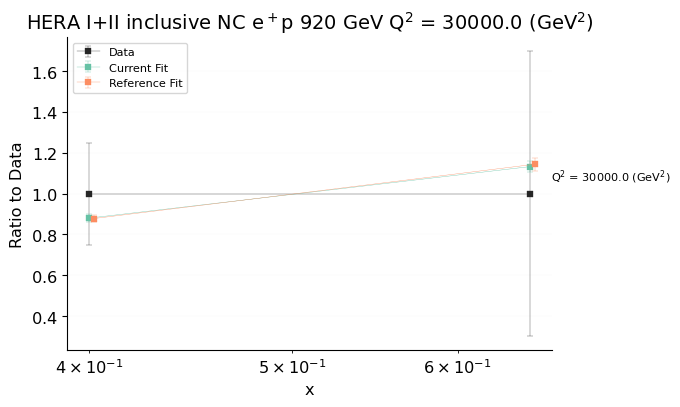 HERA I+II inclusive NC e⁺p 920 GeV Q² = 30000.0 (GeV²)
Data
Current Fit
Reference Fit
Ratio to Data
1.6
1.4
1.2
1.0
0.8
0.6
0.4
Q² = 30000.0 (GeV²)
4 × 10⁻¹ 5 × 10⁻¹ 6 × 10⁻¹
x